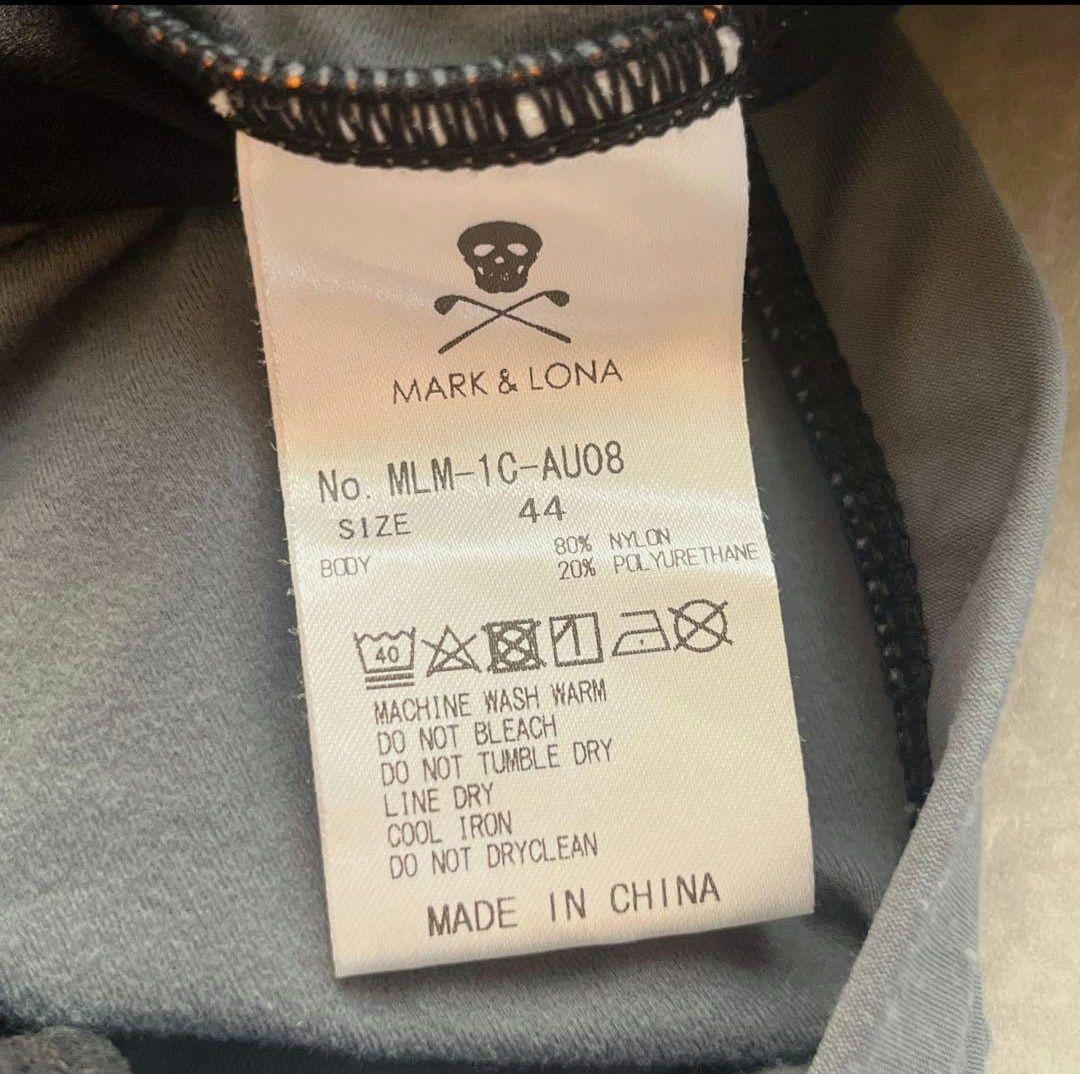 MARK & LONA
No. MLM-1C-AU08
SIZE 44
BODY 80% NYLON
20% POLYURETHANE
40
MACHINE WASH WARM
DO NOT BLEACH
DO NOT TUMBLE DRY
LINE DRY
COOL IRON
DO NOT DRYCLEAN
MADE IN CHINA